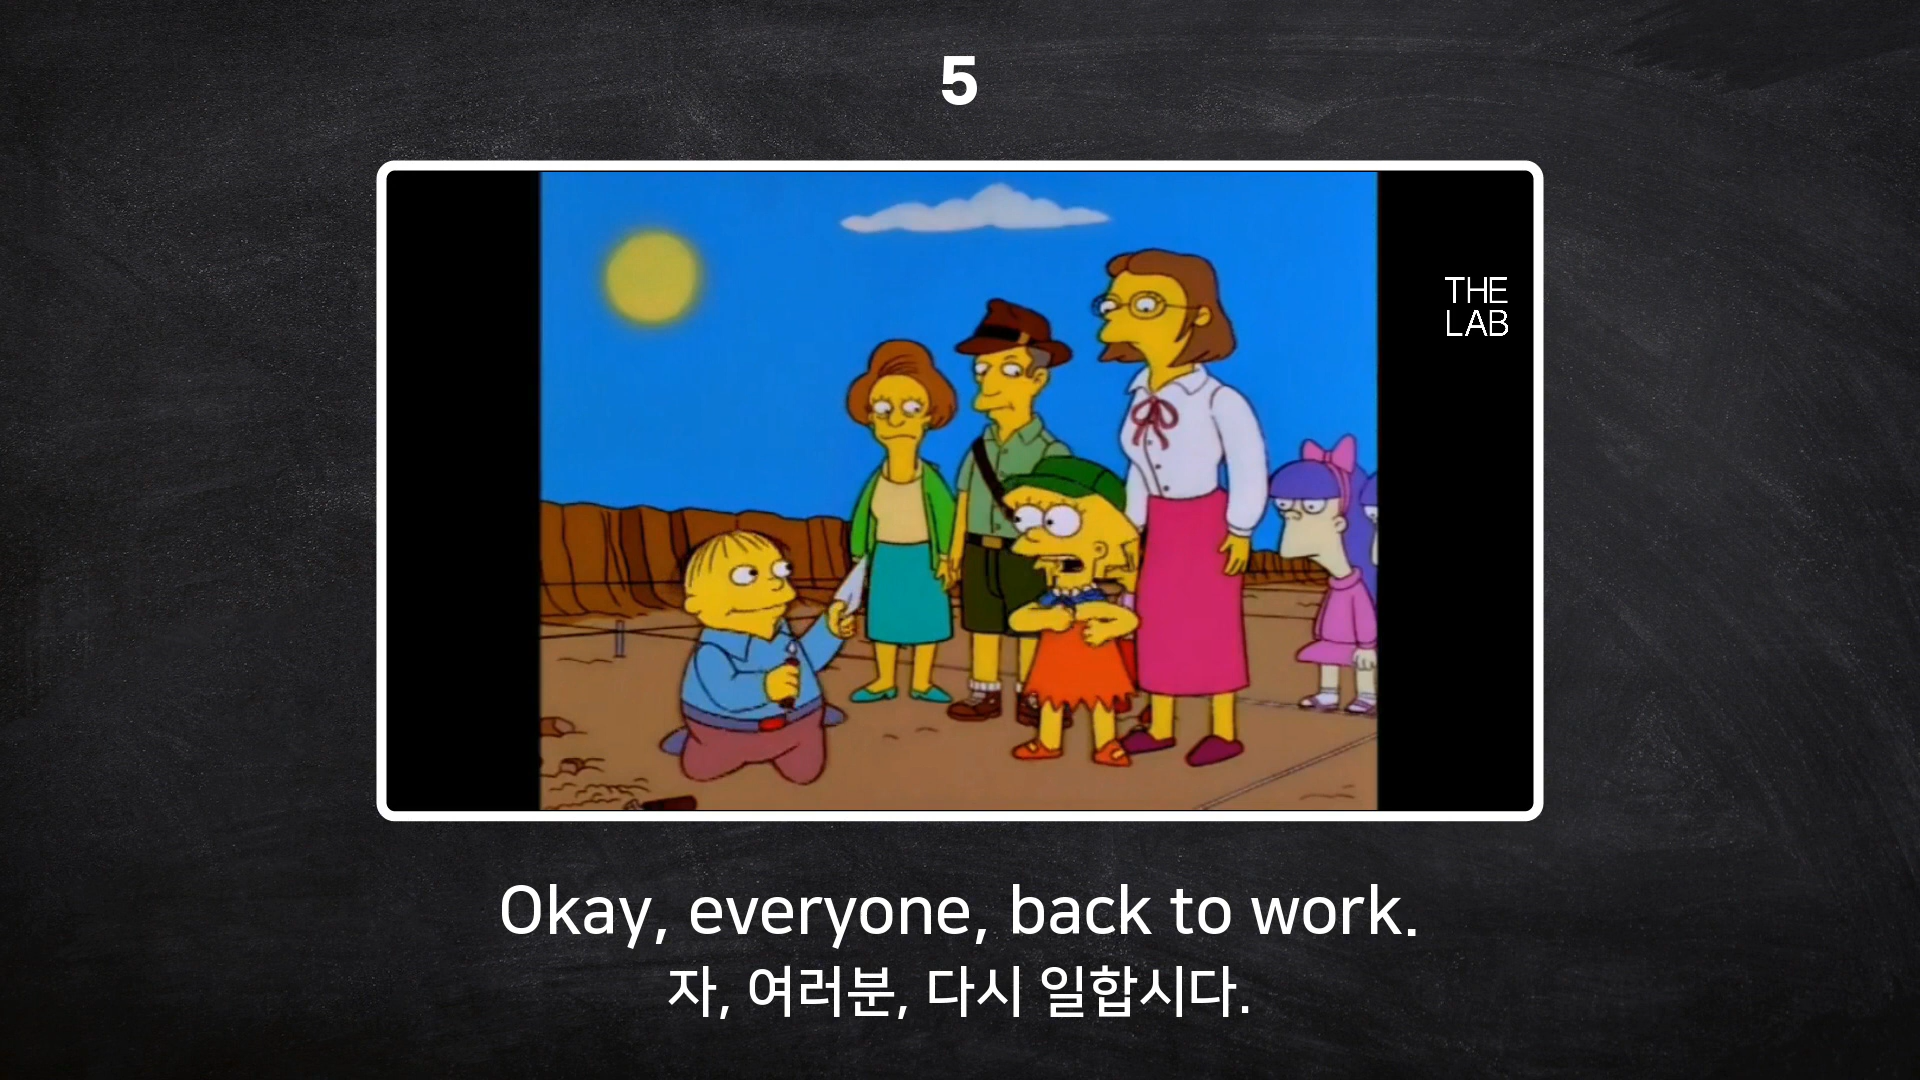 5
THE
LAB
Okay, everyone, back to work.
자, 여러분, 다시 일합시다.